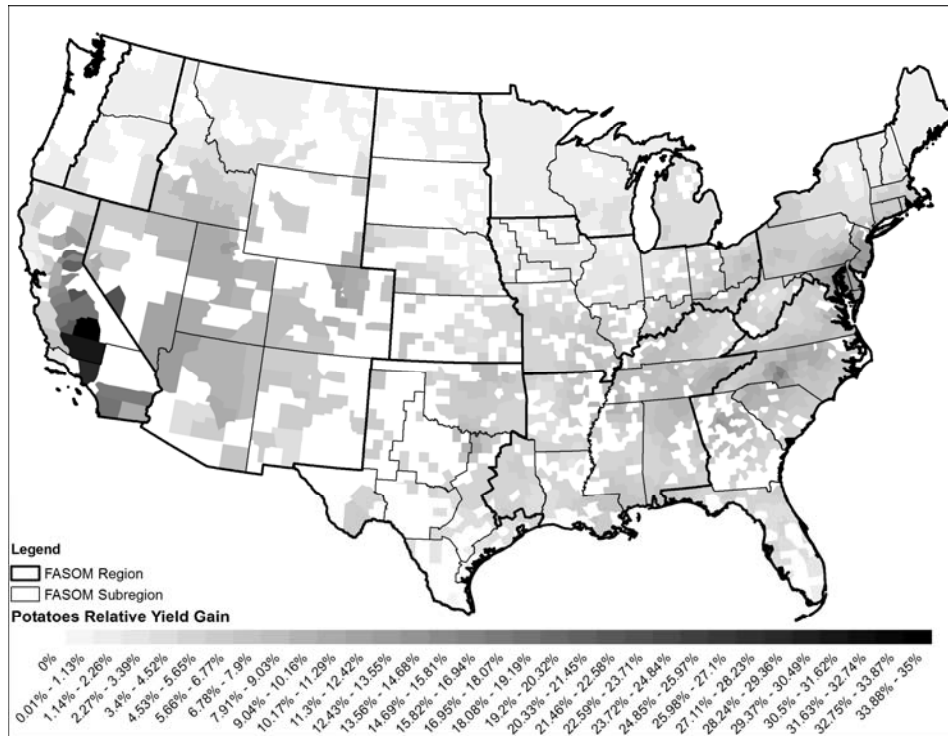 Legend
FASOM Region
FASOM Subregion
Potatoes Relative Yield Gain
0%
0.01% - 1.13%
1.14% - 2.26%
2.27% - 3.39%
3.4% - 4.52%
4.53% - 5.65%
5.66% - 6.77%
6.78% - 7.9%
7.91% - 9.03%
9.04% - 10.16%
10.17% - 11.29%
11.3% - 12.42%
12.43% - 13.55%
13.56% - 14.68%
14.69% - 15.81%
15.82% - 16.94%
16.95% - 18.07%
18.08% - 19.19%
19.2% - 20.32%
20.33% - 21.45%
21.46% - 22.58%
22.59% - 23.71%
23.72% - 24.84%
24.85% - 25.97%
25.98% - 27.1%
27.11% - 28.23%
28.24% - 29.36%
29.37% - 30.49%
30.5% - 31.62%
31.63% - 32.74%
32.75% - 33.87%
33.88% - 35%